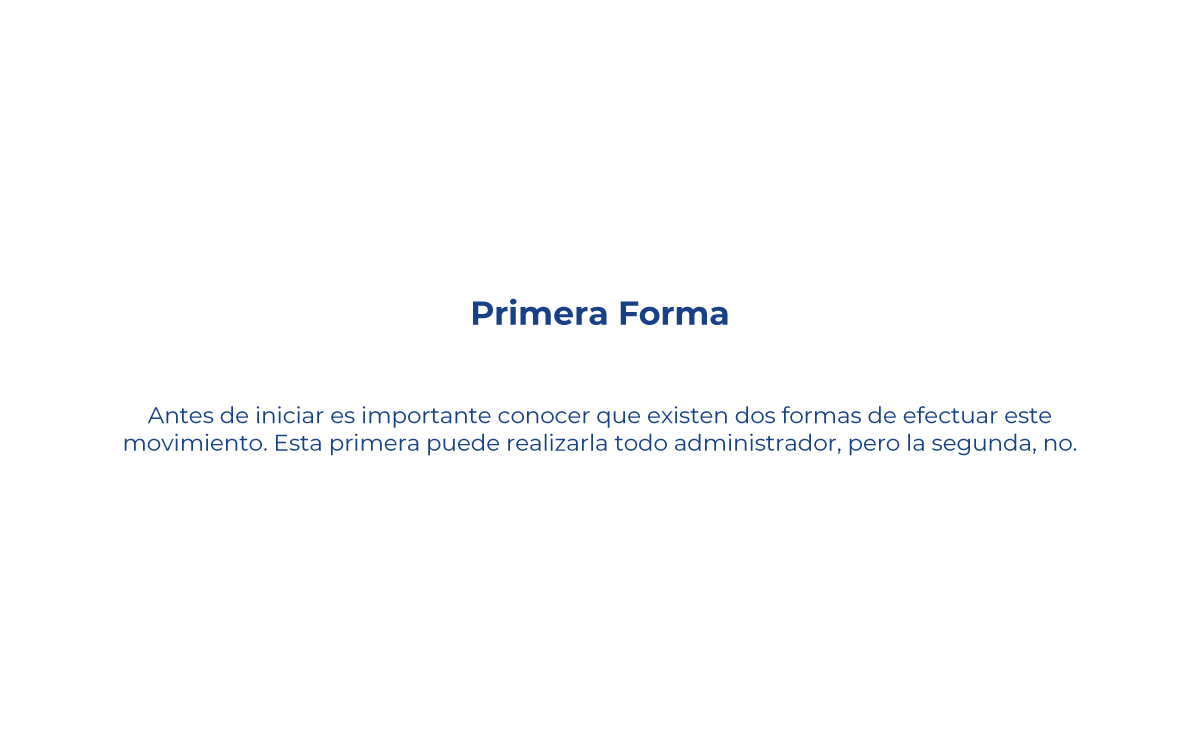 Primera Forma
Antes de iniciar es importante conocer que existen dos formas de efectuar este
movimiento. Esta primera puede realizarla todo administrador, pero la segunda, no.